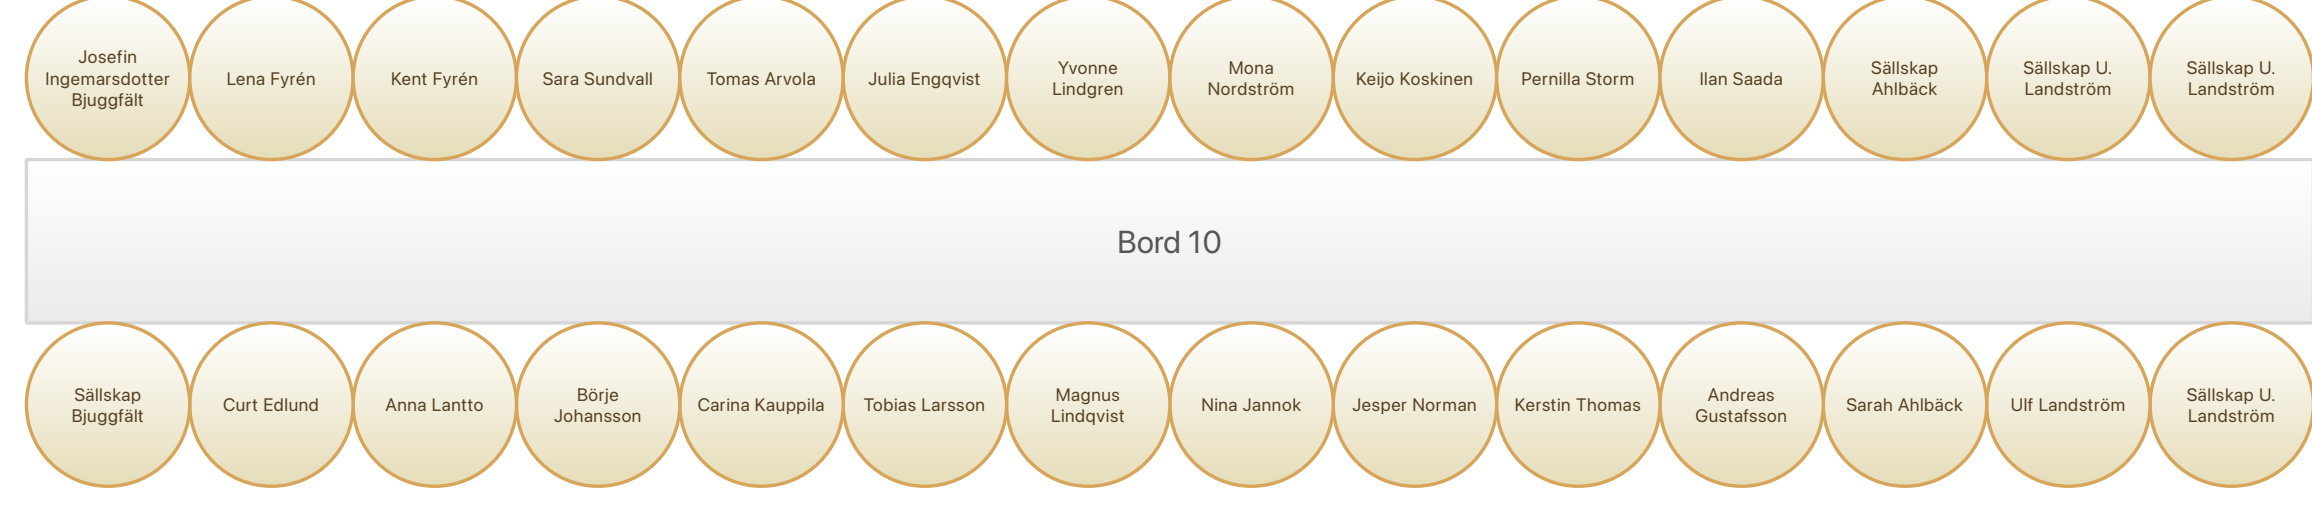 Josefin
Ingemarsdotter
Bjuggfält
Lena Fyrén
Kent Fyrén
Sara Sundvall
Tomas Arvola
Julia Engqvist
Yvonne
Lindgren
Mona
Nordström
Keijo Koskinen
Pernilla Storm
Ilan Saada
Sällskap
Ahlbäck
Sällskap U.
Landström
Sällskap U.
Landström
Bord 10
Sällskap
Bjuggfält
Curt Edlund
Anna Lantto
Börje
Johansson
Carina Kauppila
Tobias Larsson
Magnus
Lindqvist
Nina Jannok
Jesper Norman
Kerstin Thomas
Andreas
Gustafsson
Sarah Ahlbäck
Ulf Landström
Sällskap U.
Landström